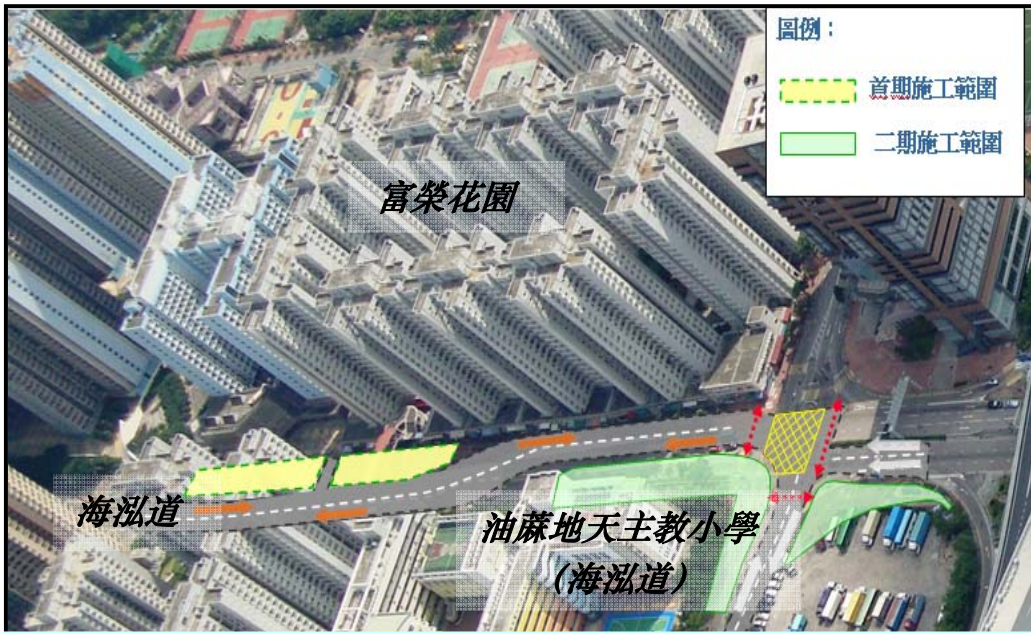 圖例：
首期施工範圍
二期施工範圍
富榮花園
海泓道
油蔴地天主教小學
(海泓道)